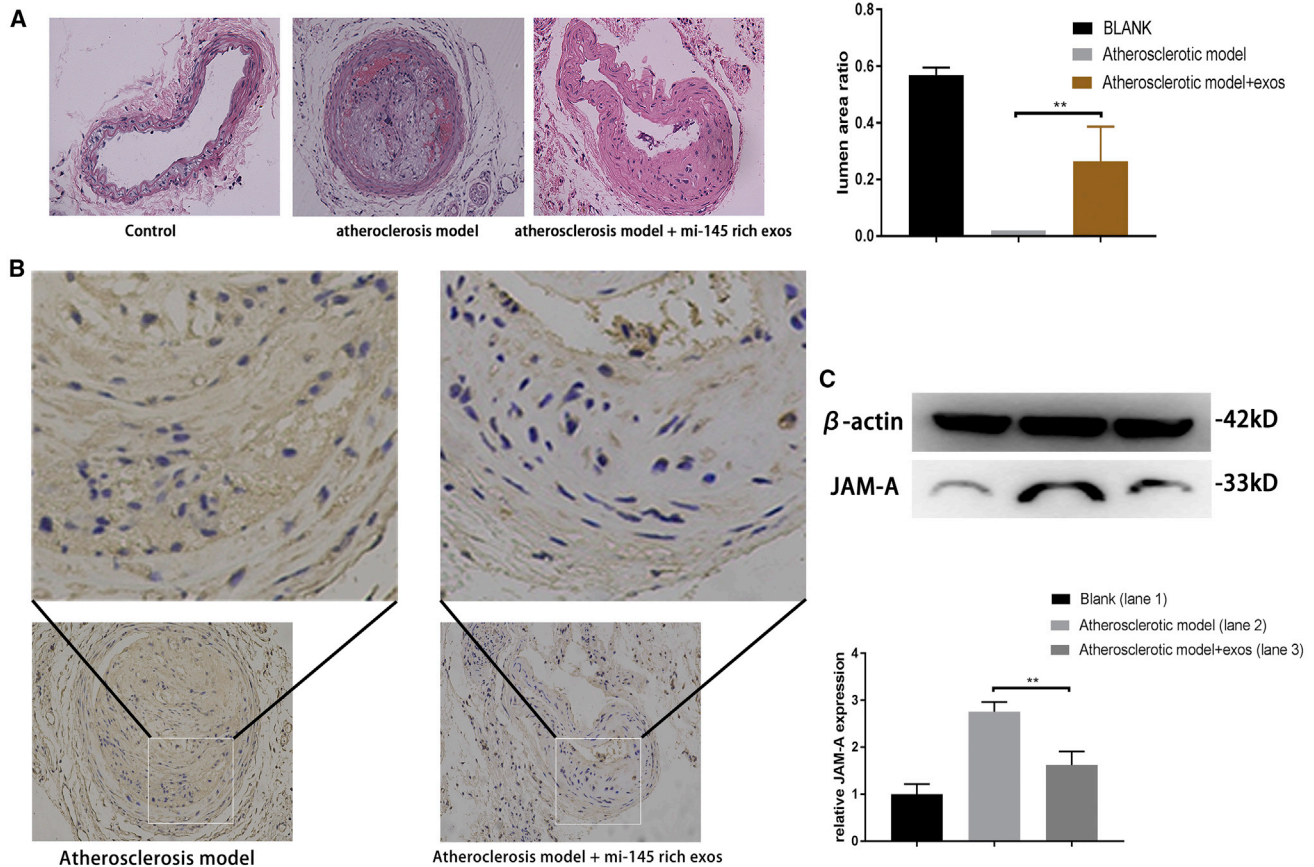 A
Control
atheroclerosis model
atherosclerosis model + mi-145 rich exos
0.8
0.6
0.4
0.2
0.0
lumen area ratio
BLANK
Atherosclerotic model
Atherosclerotic model+exos
**
B
Atherosclerosis model
Atheroclerosis model + mi-145 rich exos
C
β-actin
-42kD
JAM-A
-33kD
Blank (lane 1)
Atherosclerotic model (lane 2)
Atherosclerotic model+exos (lane 3)
4
3
2
1
0
relative JAM-A expression
**